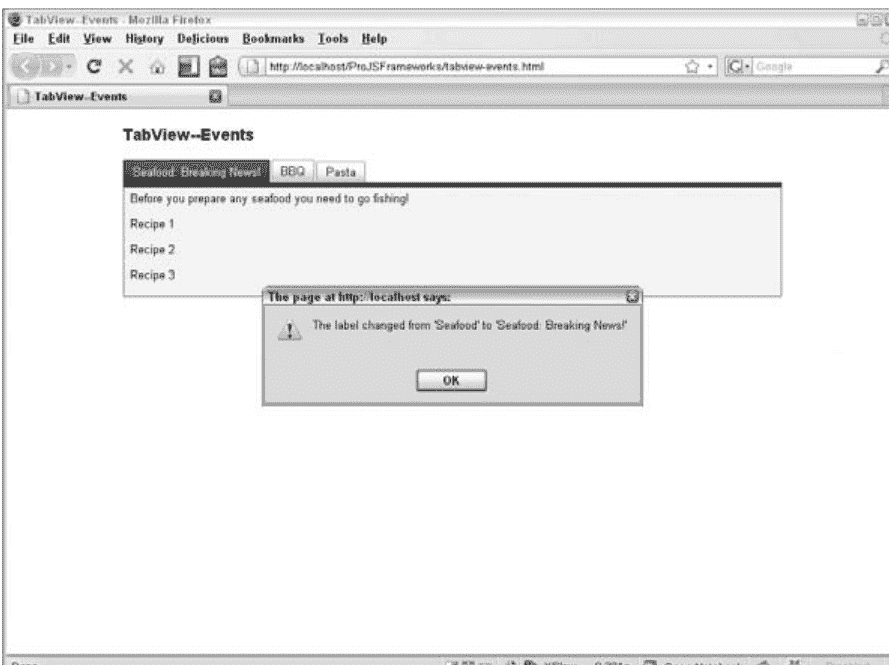 TabView--Events - Mozilla Firefox
File Edit View History Delicious Bookmarks Tools Help
http://localhost/ProJSFrameworks/tabview-events.html
Google
TabView--Events
TabView--Events
Seafood: Breaking News! BBQ Pasta
Before you prepare any seafood you need to go fishing!
Recipe 1
Recipe 2
Recipe 3
The page at http://localhost says:
The label changed from 'Seafood' to 'Seafood: Breaking News!'
OK